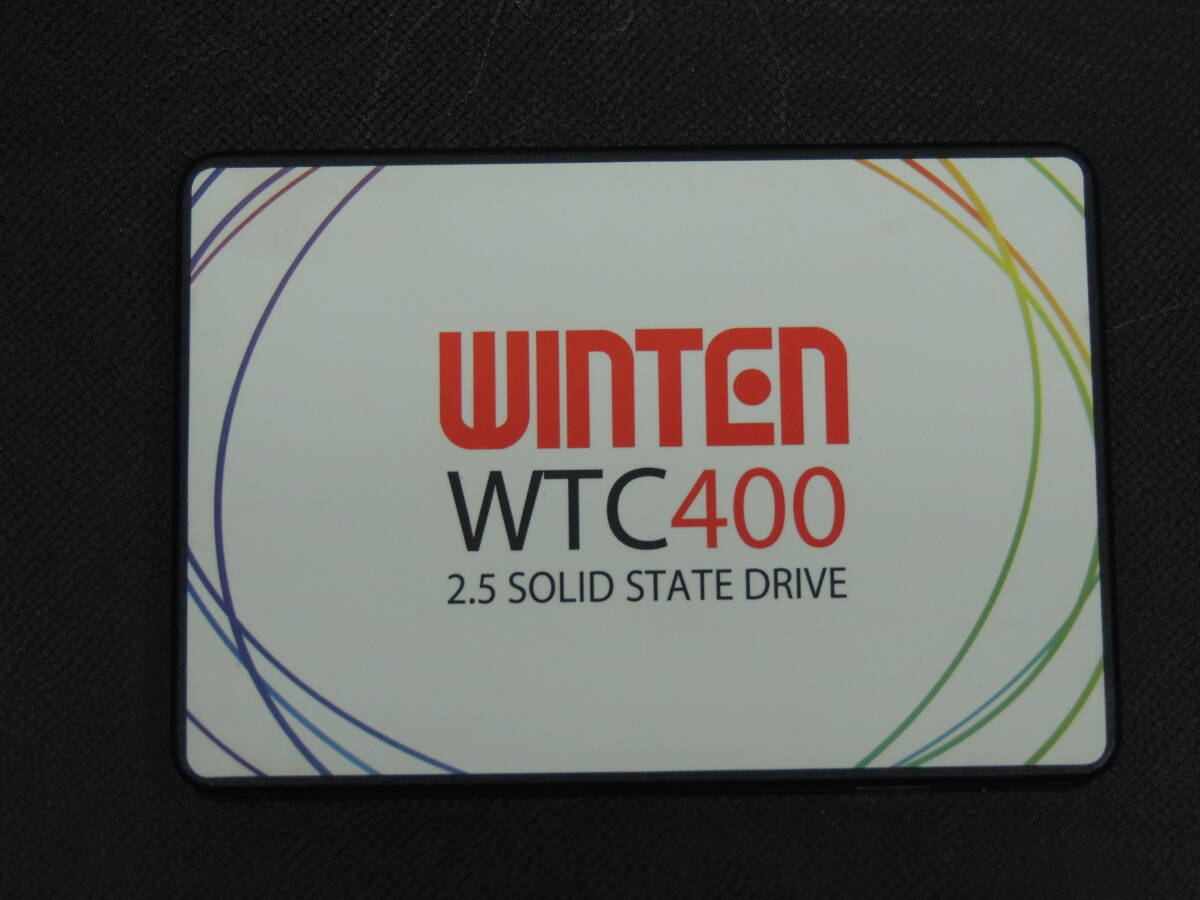 WINTEN
WTC400
2.5 SOLID STATE DRIVE